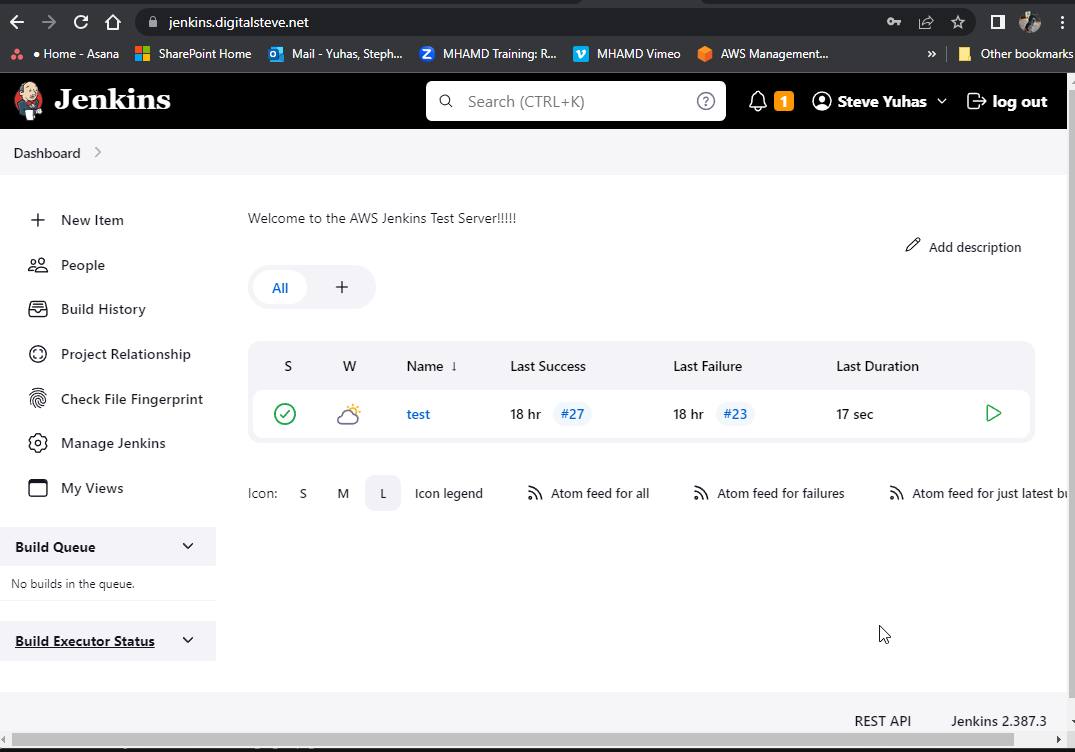 jenkins.digitalsteve.net
• Home - Asana SharePoint Home Mail - Yuhas, Steph... MHAMD Training: R... MHAMD Vimeo AWS Management... » Other bookmarks
Jenkins Search (CTRL+K) ? 1 Steve Yuhas log out
Dashboard
New Item
People
Build History
Project Relationship
Check File Fingerprint
Manage Jenkins
My Views
Build Queue
No builds in the queue.
Build Executor Status
Welcome to the AWS Jenkins Test Server!!!!!
Add description
All +
S W Name ↓ Last Success Last Failure Last Duration
test 18 hr #27 18 hr #23 17 sec
Icon: S M L Icon legend Atom feed for all Atom feed for failures Atom feed for just latest bu
REST API Jenkins 2.387.3